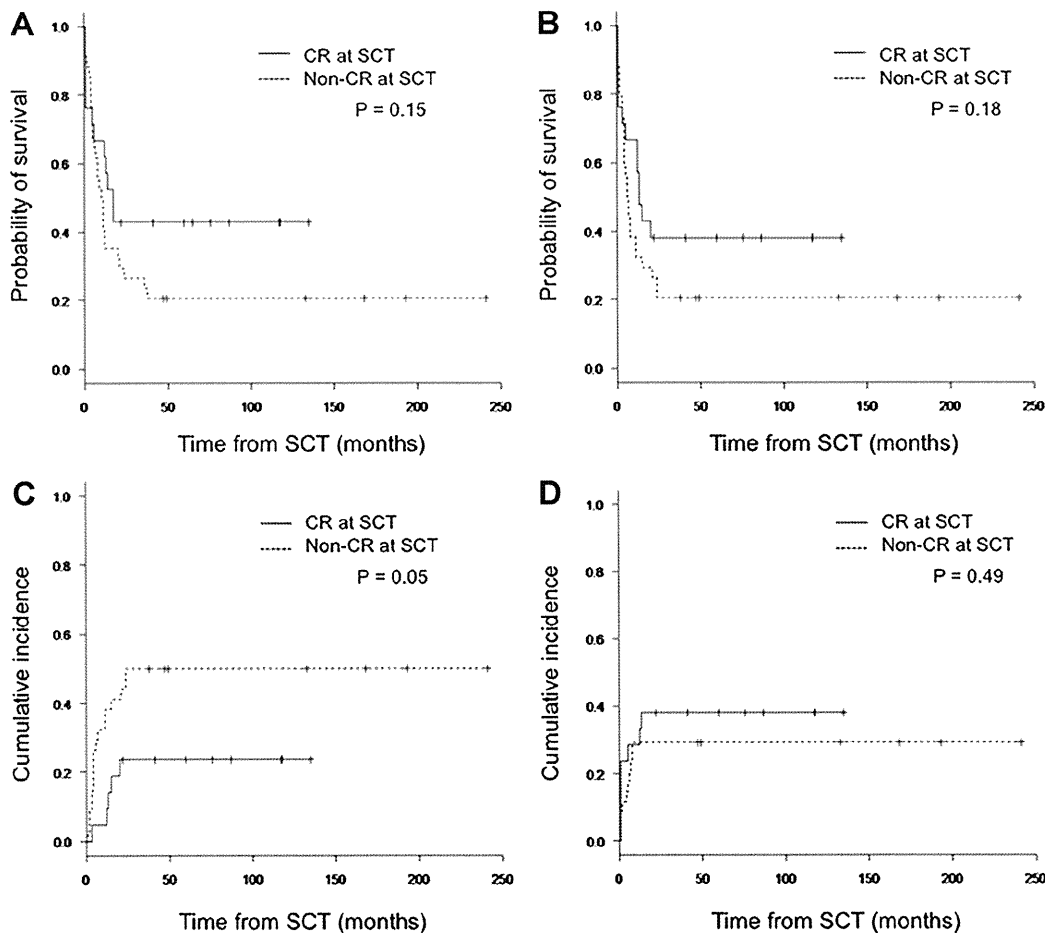 A
CR at SCT
Non-CR at SCT
P = 0.15
Probability of survival
1.0
0.8
0.6
0.4
0.2
0.0
0 50 100 150 200 250
Time from SCT (months)
B
CR at SCT
Non-CR at SCT
P = 0.18
Probability of survival
1.0
0.8
0.6
0.4
0.2
0.0
0 50 100 150 200 250
Time from SCT (months)
C
CR at SCT
Non-CR at SCT
P = 0.05
Cumulative incidence
1.0
0.8
0.6
0.4
0.2
0.0
0 50 100 150 200 250
Time from SCT (months)
D
CR at SCT
Non-CR at SCT
P = 0.49
Cumulative incidence
1.0
0.8
0.6
0.4
0.2
0.0
0 50 100 150 200 250
Time from SCT (months)